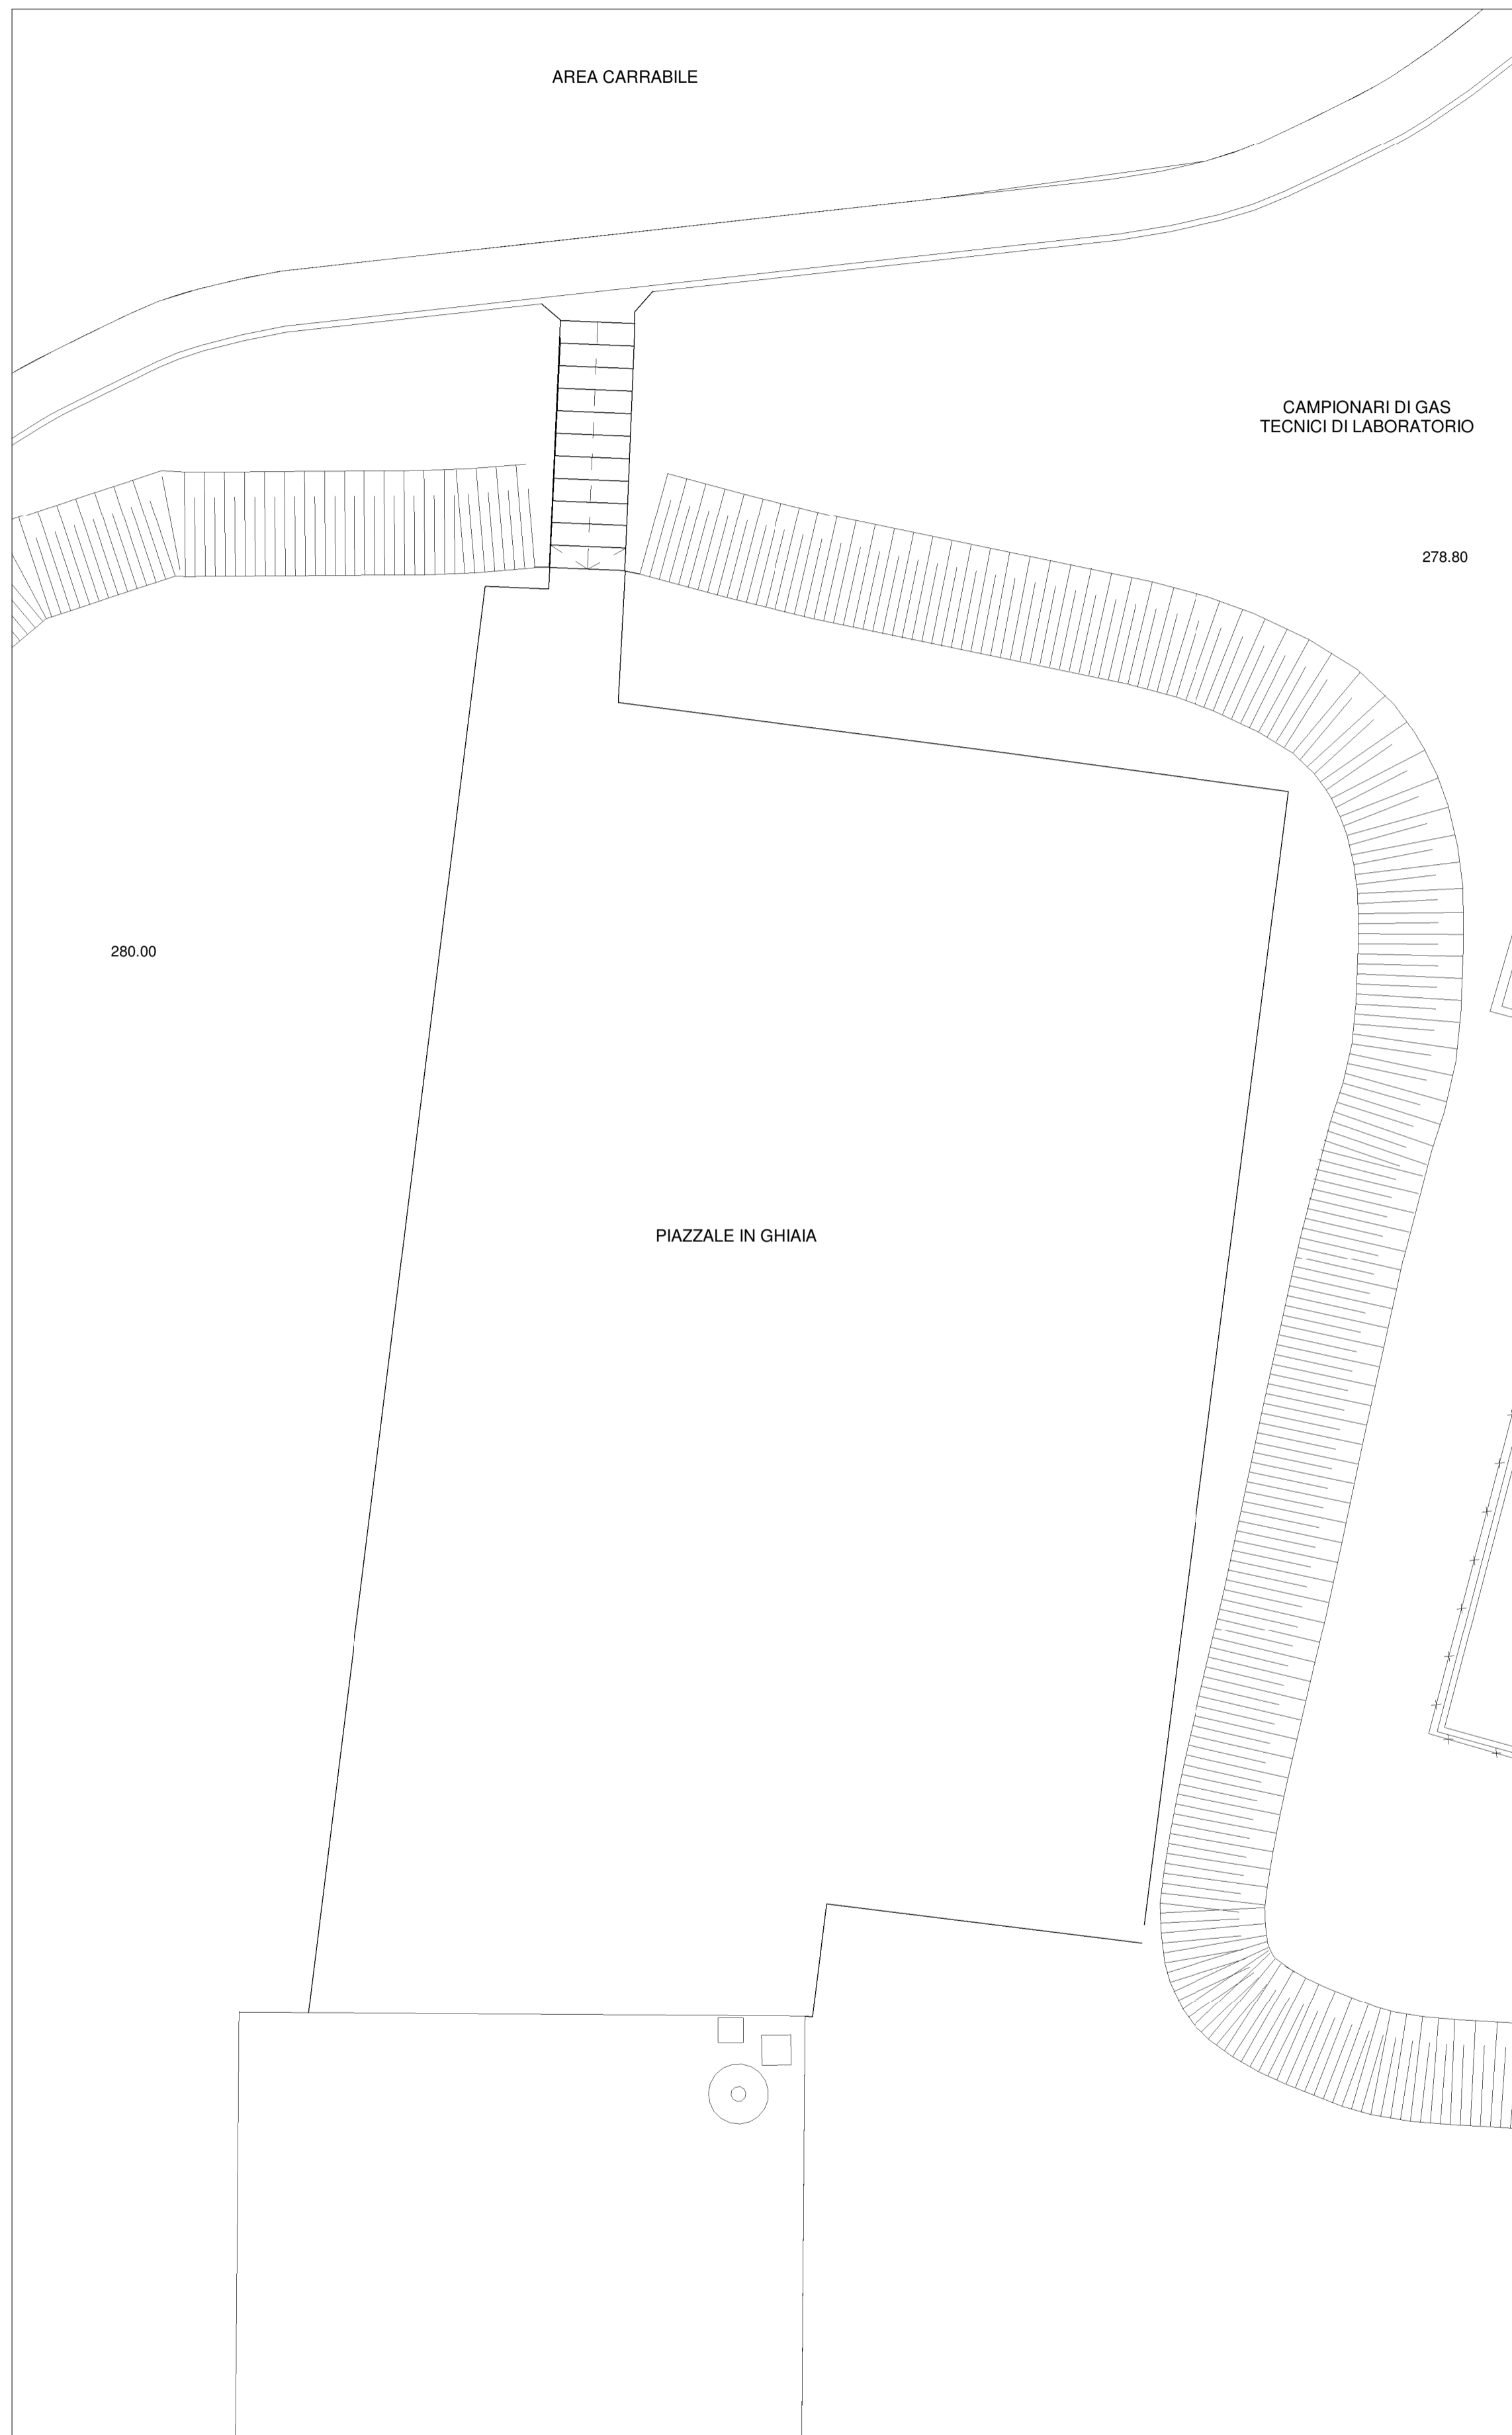 AREA CARRABILE
CAMPIONARI DI GAS
TECNICI DI LABORATORIO
278.80
280.00
PIAZZALE IN GHIAIA